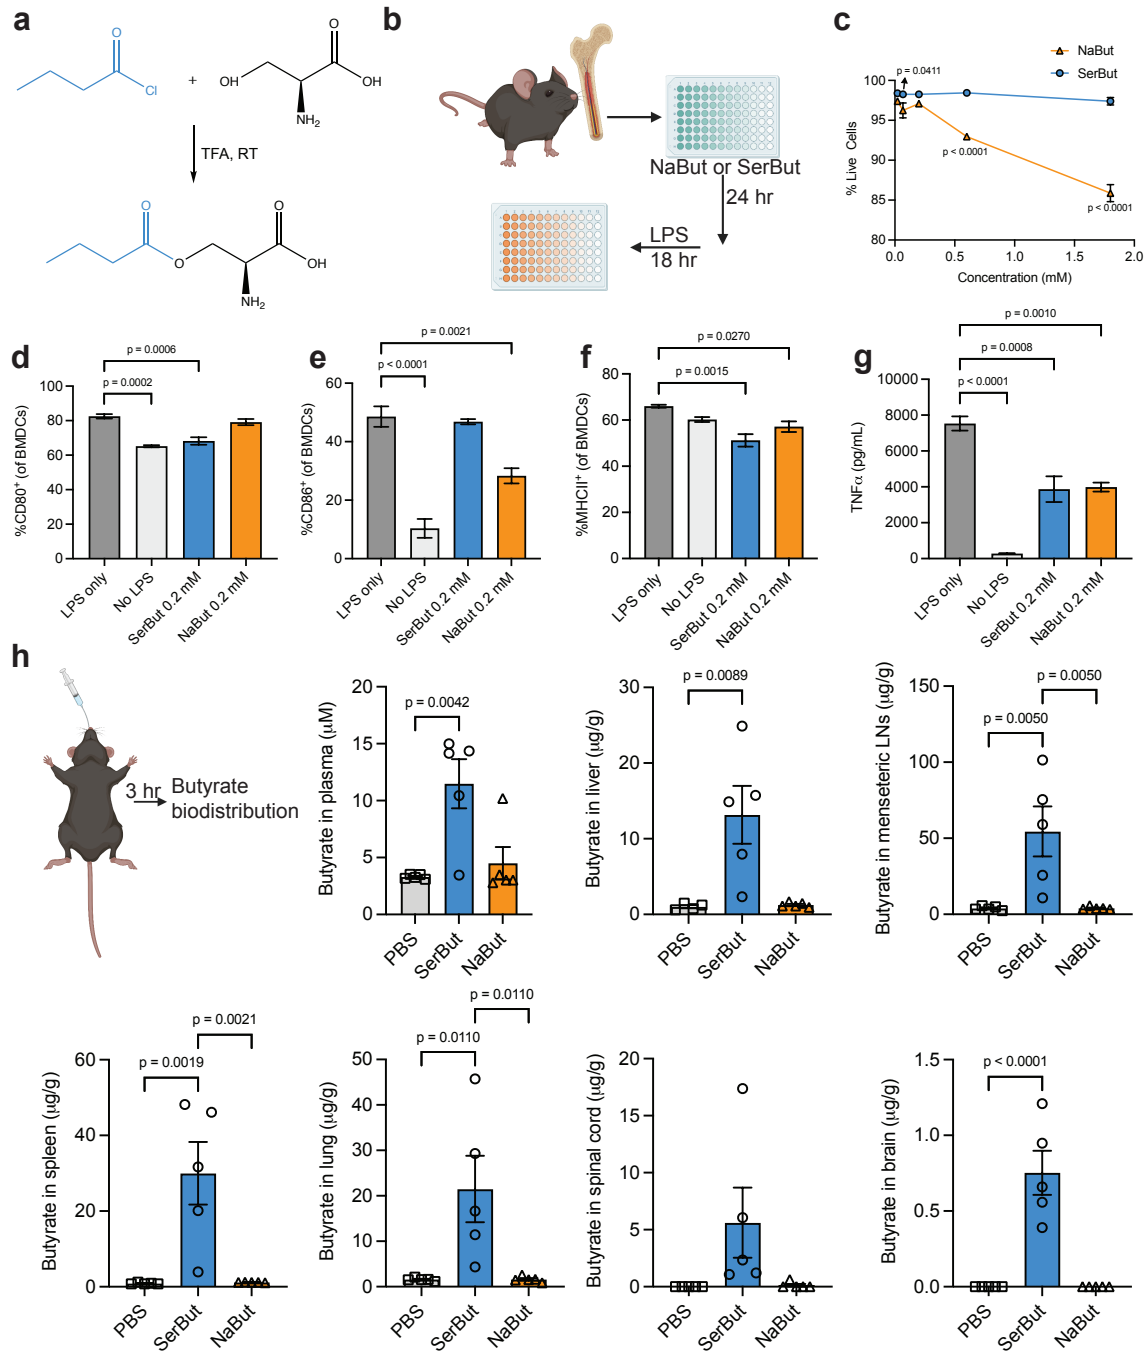 a
O
Cl
+
O
OH
OH
NH2
TFA, RT
O
O
O
OH
NH2
b
NaBut or SerBut
24 hr
LPS
18 hr
c
NaBut
SerBut
p = 0.0411
p < 0.0001
p < 0.0001
% Live Cells
100
95
90
85
80
0.0
0.5
1.0
1.5
2.0
Concentration (mM)
d
p = 0.0006
p = 0.0002
%CD80+ (of BMDCs)
100
80
60
40
20
0
LPS only
No LPS
SerBut 0.2 mM
NaBut 0.2 mM
e
p = 0.0021
p < 0.0001
%CD86+ (of BMDCs)
60
40
20
0
LPS only
No LPS
SerBut 0.2 mM
NaBut 0.2 mM
f
p = 0.0270
p = 0.0015
%MHCII+ (of BMDCs)
80
60
40
20
0
LPS only
No LPS
SerBut 0.2 mM
NaBut 0.2 mM
g
p = 0.0010
p = 0.0008
p < 0.0001
TNFα (pg/mL)
10000
8000
6000
4000
2000
0
LPS only
No LPS
SerBut 0.2 mM
NaBut 0.2 mM
h
3 hr
Butyrate
biodistribution
p = 0.0042
Butyrate in plasma (μM)
20
15
10
5
0
PBS
SerBut
NaBut
p = 0.0089
Butyrate in liver (μg/g)
30
20
10
0
PBS
SerBut
NaBut
p = 0.0050
p = 0.0050
Butyrate in menseteric LNs (μg/g)
150
100
50
0
PBS
SerBut
NaBut
p = 0.0021
p = 0.0019
Butyrate in spleen (μg/g)
60
40
20
0
PBS
SerBut
NaBut
p = 0.0110
p = 0.0110
Butyrate in lung (μg/g)
50
40
30
20
10
0
PBS
SerBut
NaBut
Butyrate in spinal cord (μg/g)
20
15
10
5
0
PBS
SerBut
NaBut
p < 0.0001
Butyrate in brain (μg/g)
1.5
1.0
0.5
0.0
PBS
SerBut
NaBut